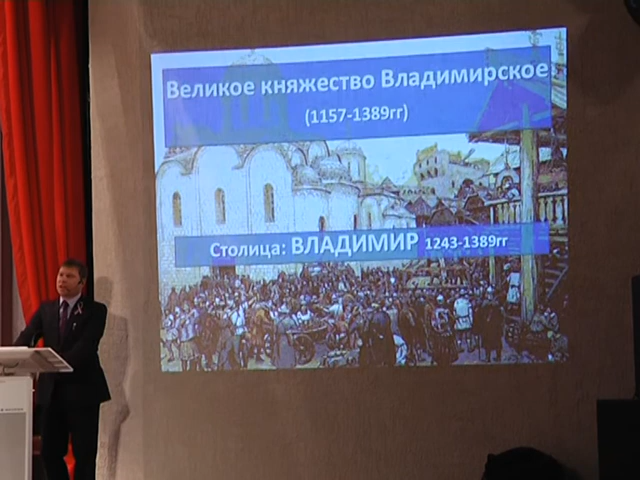 Великое княжество Владимирское
(1157-1389гг)
Столица: ВЛАДИМИР 1243-1389гг